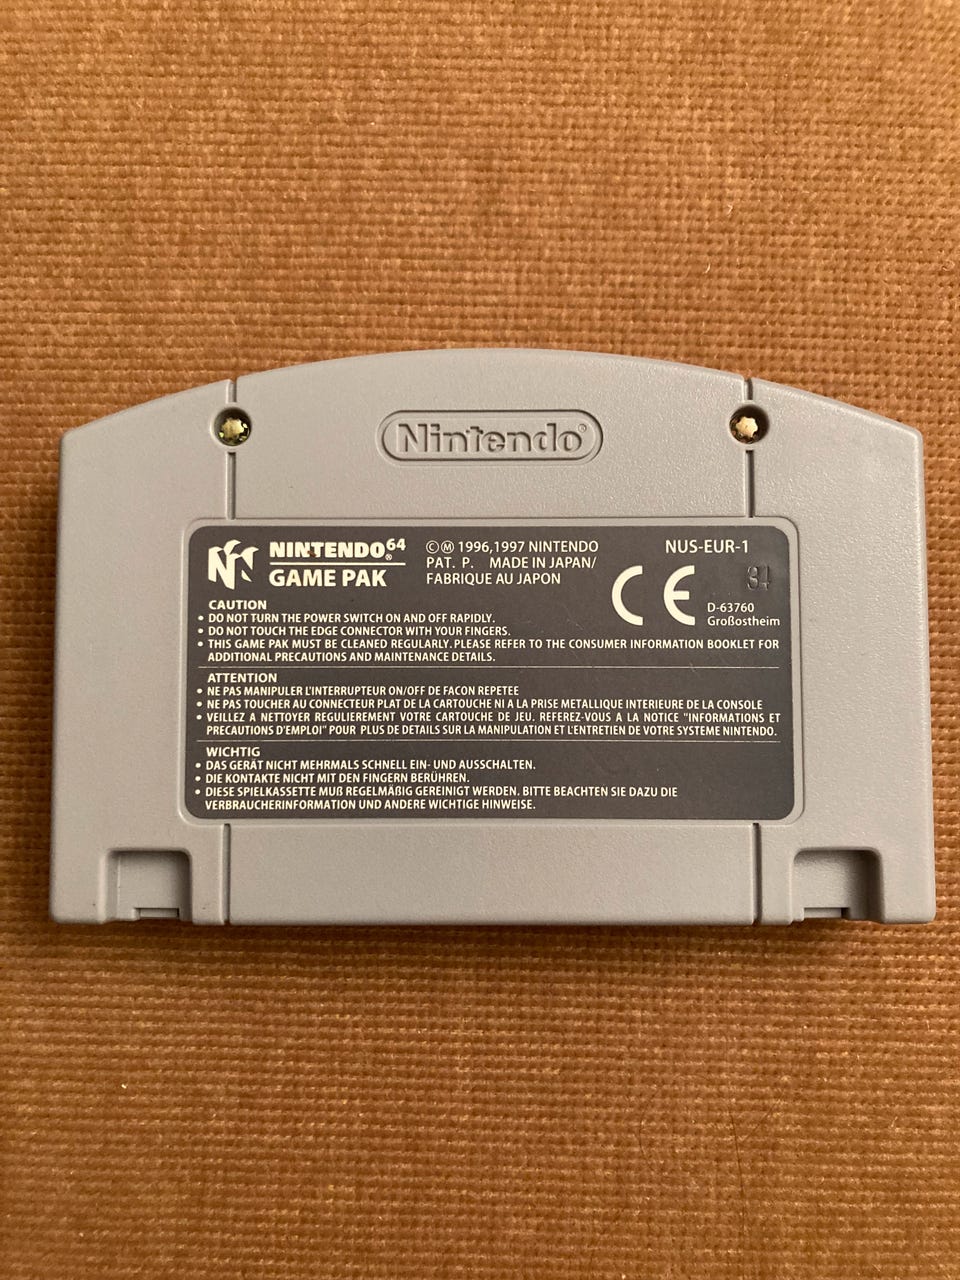 Nintendo®
NINTENDO®64
GAME PAK
©Ⓜ 1996,1997 NINTENDO
PAT. P. MADE IN JAPAN/
FABRIQUE AU JAPON
NUS-EUR-1
CE
34
D-63760
Großostheim
CAUTION
• DO NOT TURN THE POWER SWITCH ON AND OFF RAPIDLY.
• DO NOT TOUCH THE EDGE CONNECTOR WITH YOUR FINGERS.
• THIS GAME PAK MUST BE CLEANED REGULARLY. PLEASE REFER TO THE CONSUMER INFORMATION BOOKLET FOR
ADDITIONAL PRECAUTIONS AND MAINTENANCE DETAILS.
ATTENTION
• NE PAS MANIPULER L'INTERRUPTEUR ON/OFF DE FACON REPETEE
• NE PAS TOUCHER AU CONNECTEUR PLAT DE LA CARTOUCHE NI A LA PRISE METALLIQUE INTERIEURE DE LA CONSOLE
• VEILLEZ A NETTOYER REGULIEREMENT VOTRE CARTOUCHE DE JEU. REFEREZ-VOUS A LA NOTICE "INFORMATIONS ET
PRECAUTIONS D'EMPLOI" POUR PLUS DE DETAILS SUR LA MANIPULATION ET L'ENTRETIEN DE VOTRE SYSTEME NINTENDO.
WICHTIG
• DAS GERÄT NICHT MEHRMALS SCHNELL EIN- UND AUSSCHALTEN.
• DIE KONTAKTE NICHT MIT DEN FINGERN BERÜHREN.
• DIESE SPIELKASSETTE MUß REGELMÄßIG GEREINIGT WERDEN. BITTE BEACHTEN SIE DAZU DIE
VERBRAUCHERINFORMATION UND ANDERE WICHTIGE HINWEISE.